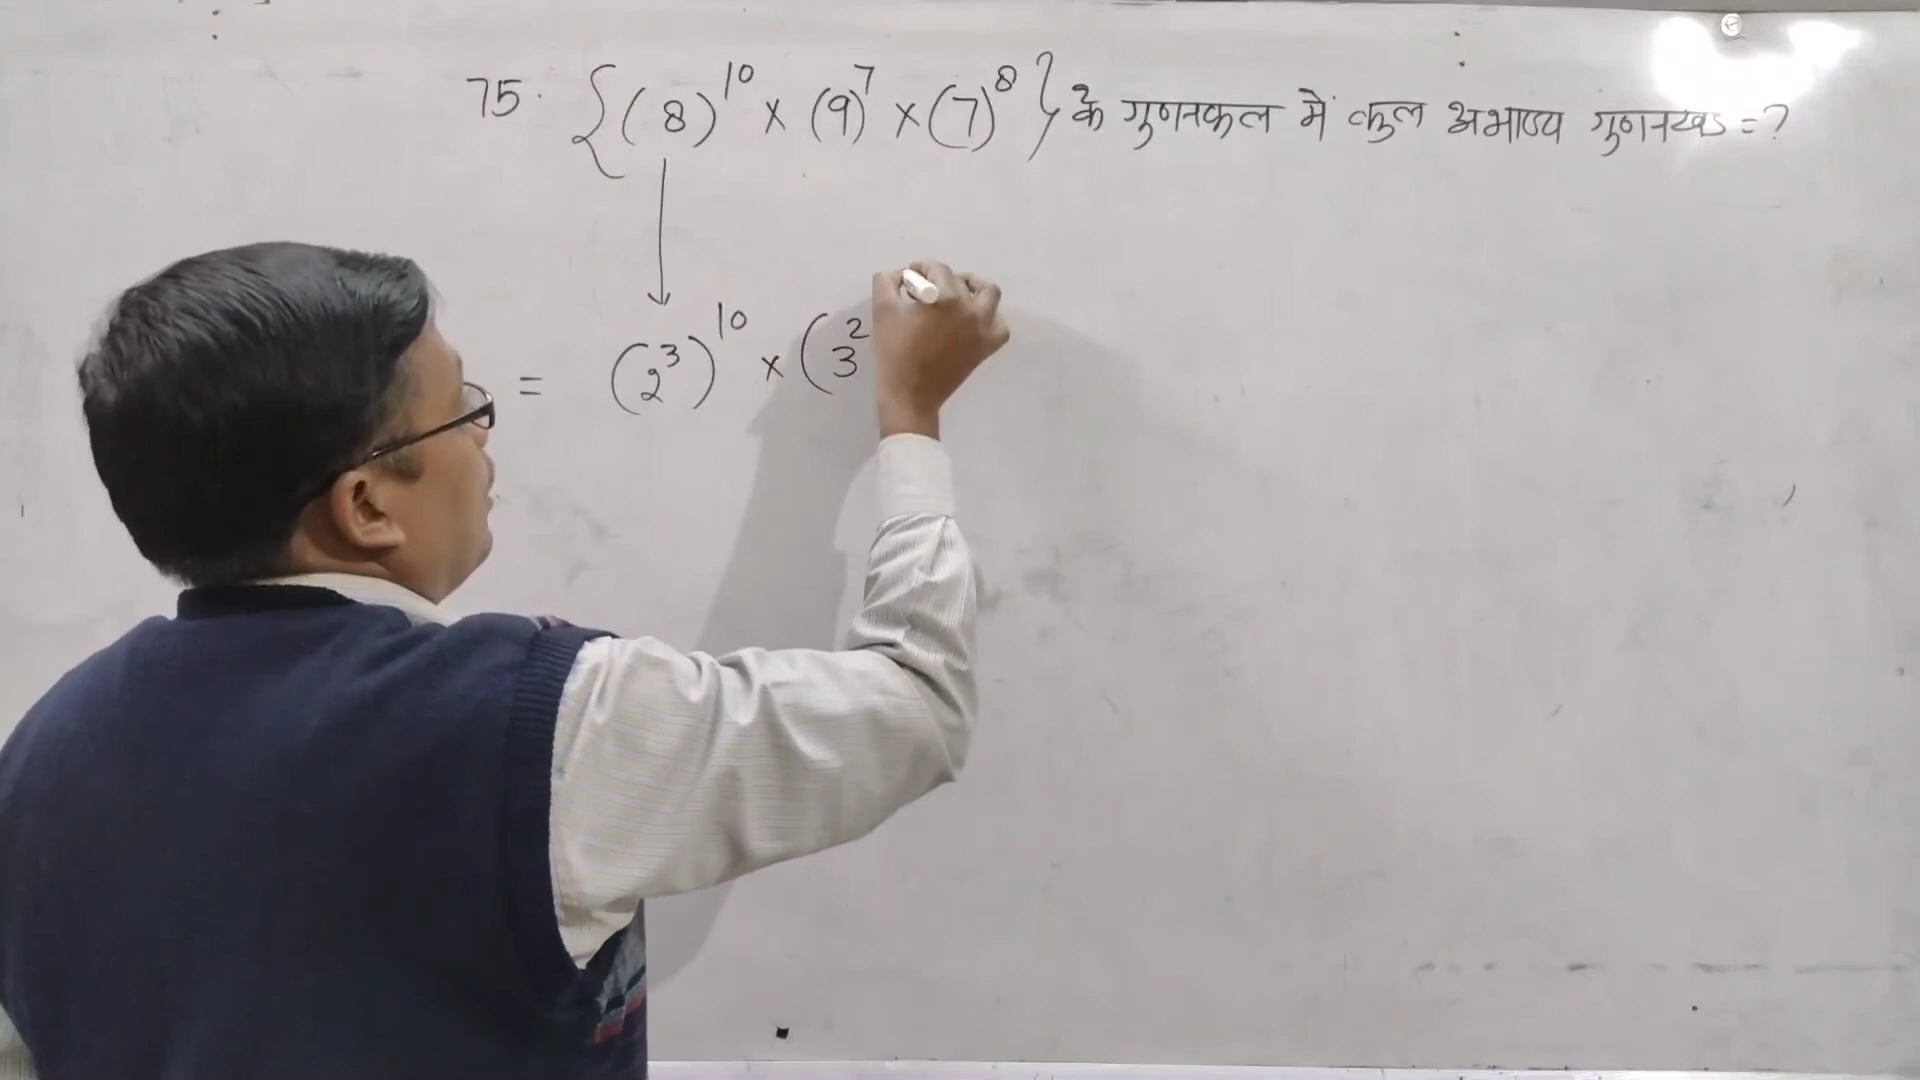 75. {(8)^10 × (9)^7 × (7)^8} के गुणनफल में कुल अभाज्य गुणनखंड = ?
= (2^3)^10 × (3^2